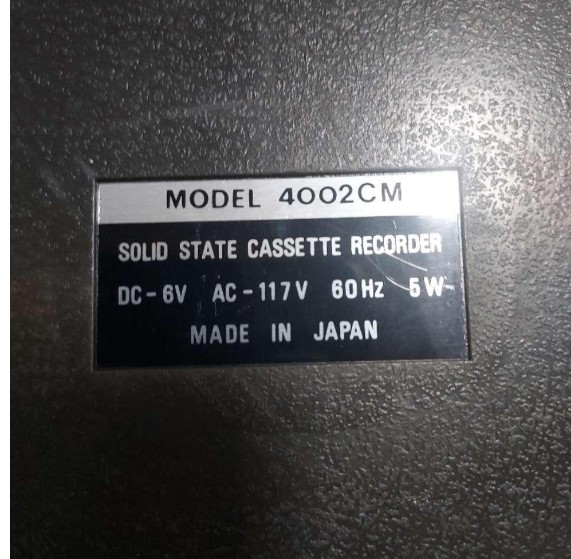 MODEL 4002CM
SOLID STATE CASSETTE RECORDER
DC-6V AC-117V 60Hz 5W
MADE IN JAPAN